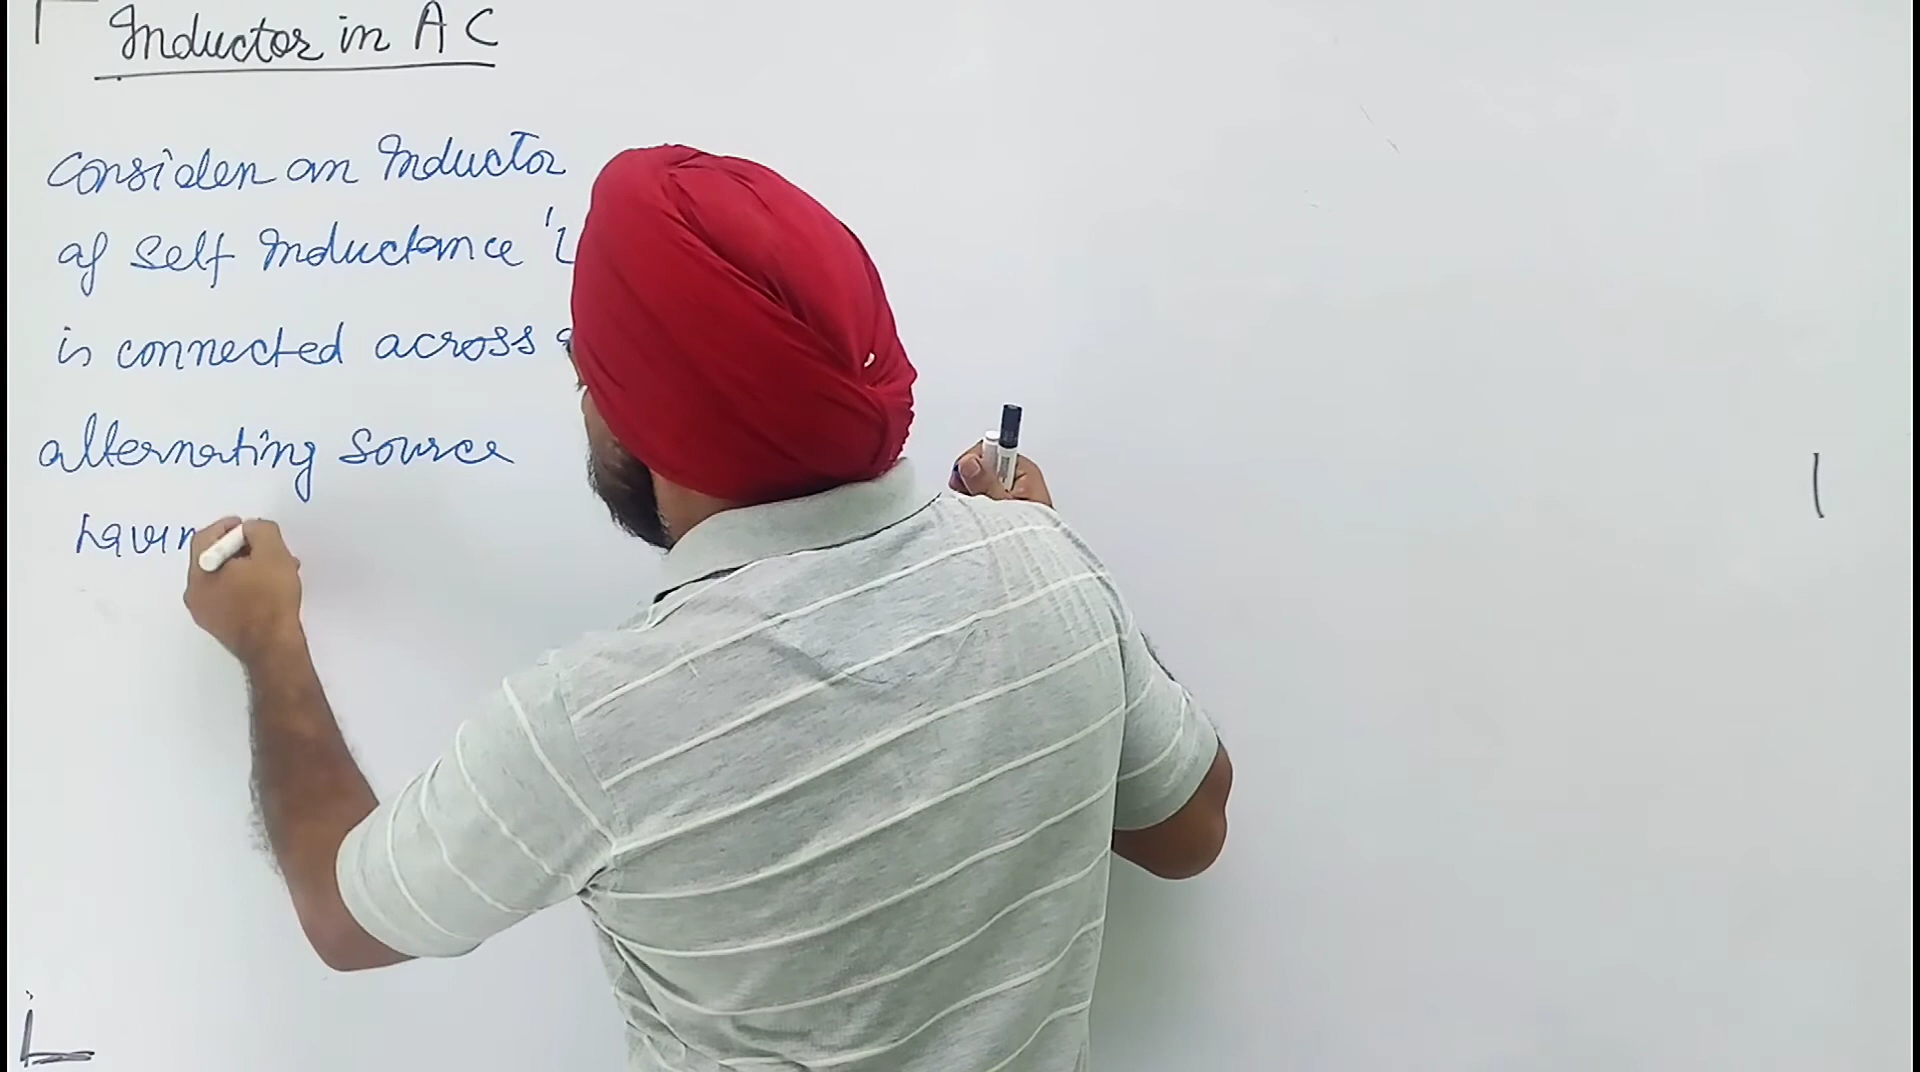 Inductor in AC
Consider an Inductor
of Self Inductance 'L
is connected across
alternating source
havin